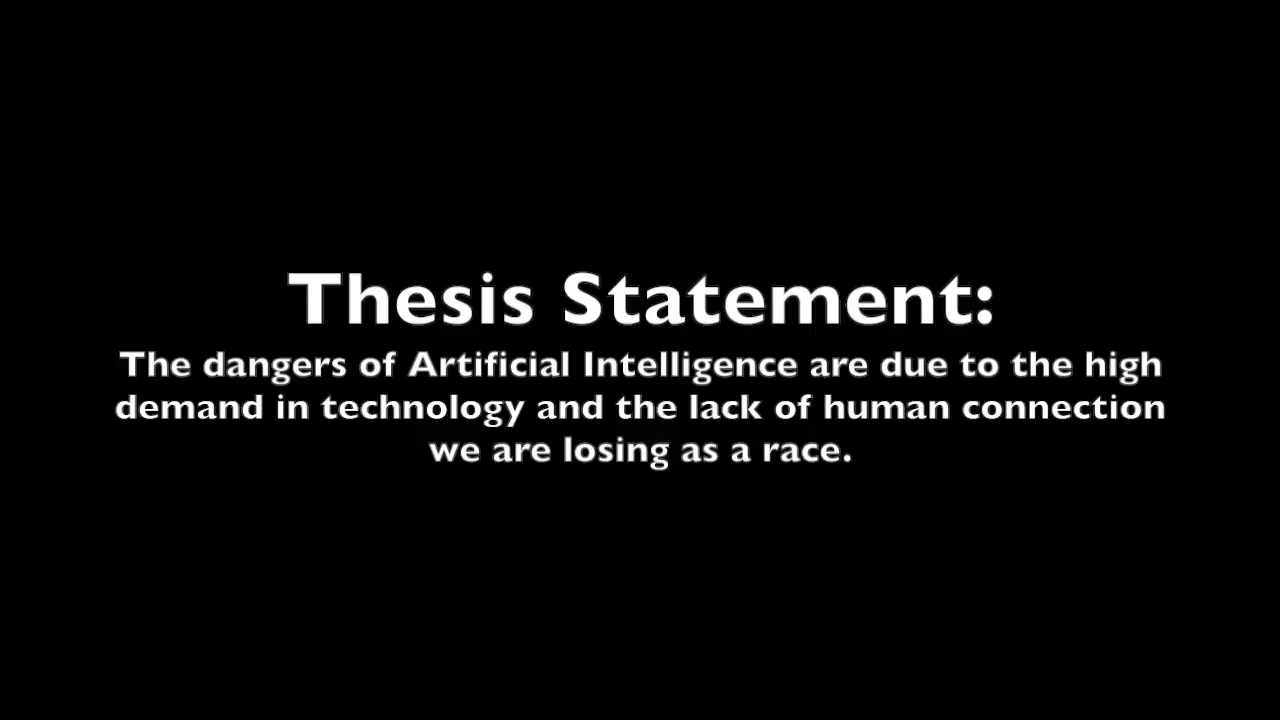 Thesis Statement:
The dangers of Artificial Intelligence are due to the high
demand in technology and the lack of human connection
we are losing as a race.